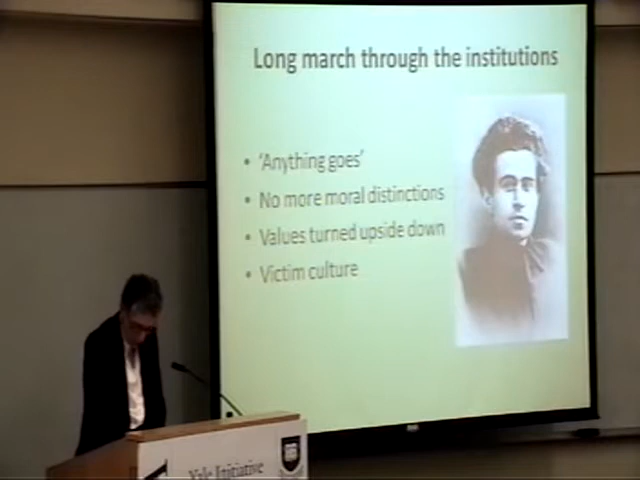 Long march through the institutions
• 'Anything goes'
• No more moral distinctions
• Values turned upside down
• Victim culture
Yale Initiative